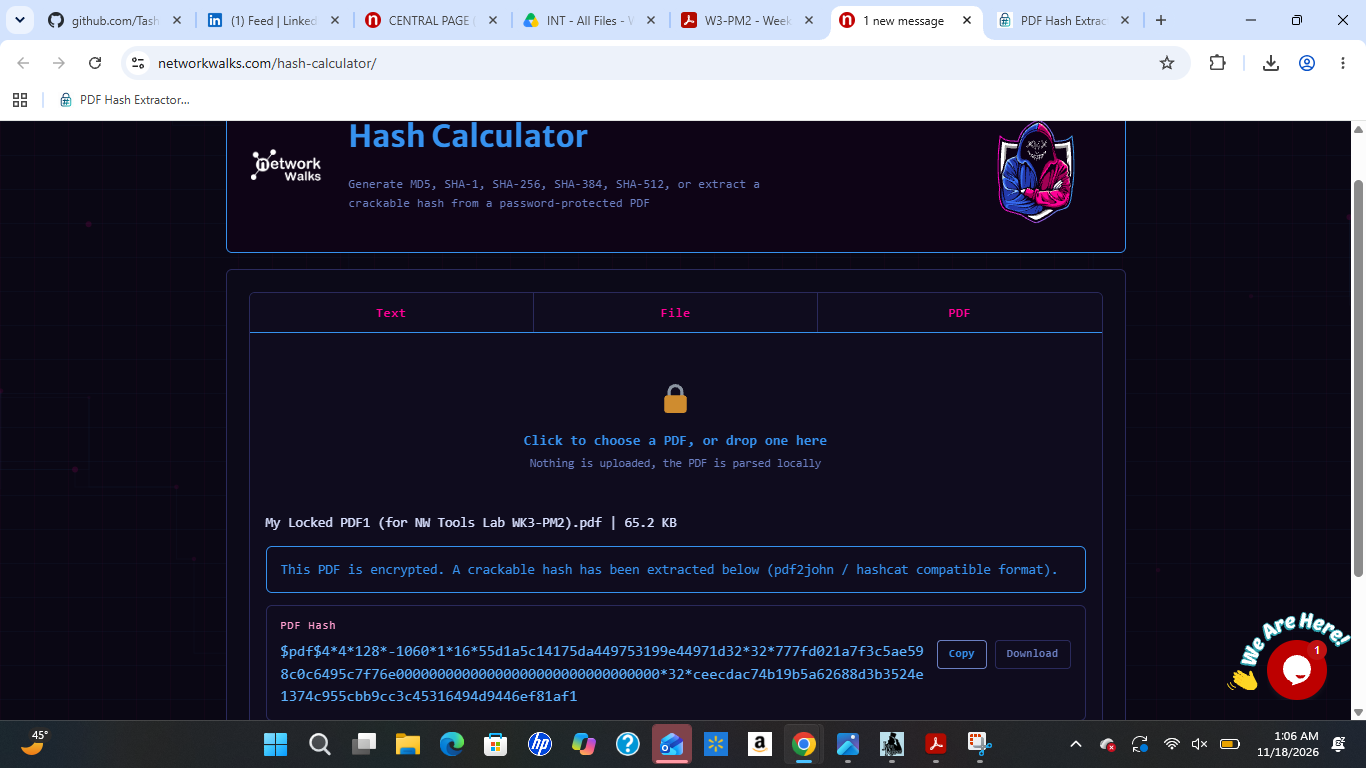 github.com/Tash
(1) Feed | Linked
CENTRAL PAGE (
INT - All Files - W
W3-PM2 - Week
1 new message
PDF Hash Extrac
networkwalks.com/hash-calculator/
PDF Hash Extractor...
network
Walks
Hash Calculator
Generate MD5, SHA-1, SHA-256, SHA-384, SHA-512, or extract a
crackable hash from a password-protected PDF
Text
File
PDF
Click to choose a PDF, or drop one here
Nothing is uploaded, the PDF is parsed locally
My Locked PDF1 (for NW Tools Lab WK3-PM2).pdf | 65.2 KB
This PDF is encrypted. A crackable hash has been extracted below (pdf2john / hashcat compatible format).
PDF Hash
$pdf$4*4*128*-1060*1*16*55d1a5c14175da449753199e44971d32*32*777fd021a7f3c5ae59
8c0c6495c7f76e00000000000000000000000000000000*32*ceecdac74b19b5a62688d3b3524e
1374c955cbb9cc3c45316494d9446ef81af1
Copy
Download
We Are Here!
1
45°
1:06 AM
11/18/2026